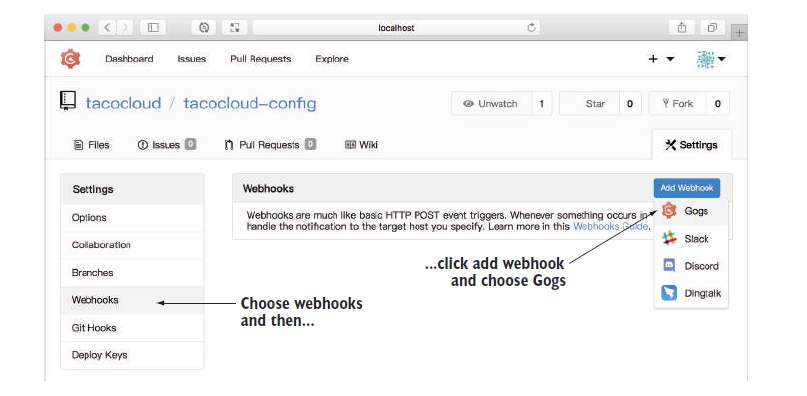 localhost
Dashboard Issues Pull Requests Explore
tacocloud / tacocloud-config
Unwatch 1 Star 0 Fork 0
Files Issues 0 Pull Requests 0 Wiki Settings
Settings
Options
Collaboration
Branches
Webhooks
Git Hooks
Deploy Keys
Webhooks
Add Webhook
Webhooks are much like basic HTTP POST event triggers. Whenever something occurs in
handle the notification to the target host you specify. Learn more in this Webhooks Guide.
Gogs
Slack
Discord
Dingtalk
...click add webhook
and choose Gogs
Choose webhooks
and then...